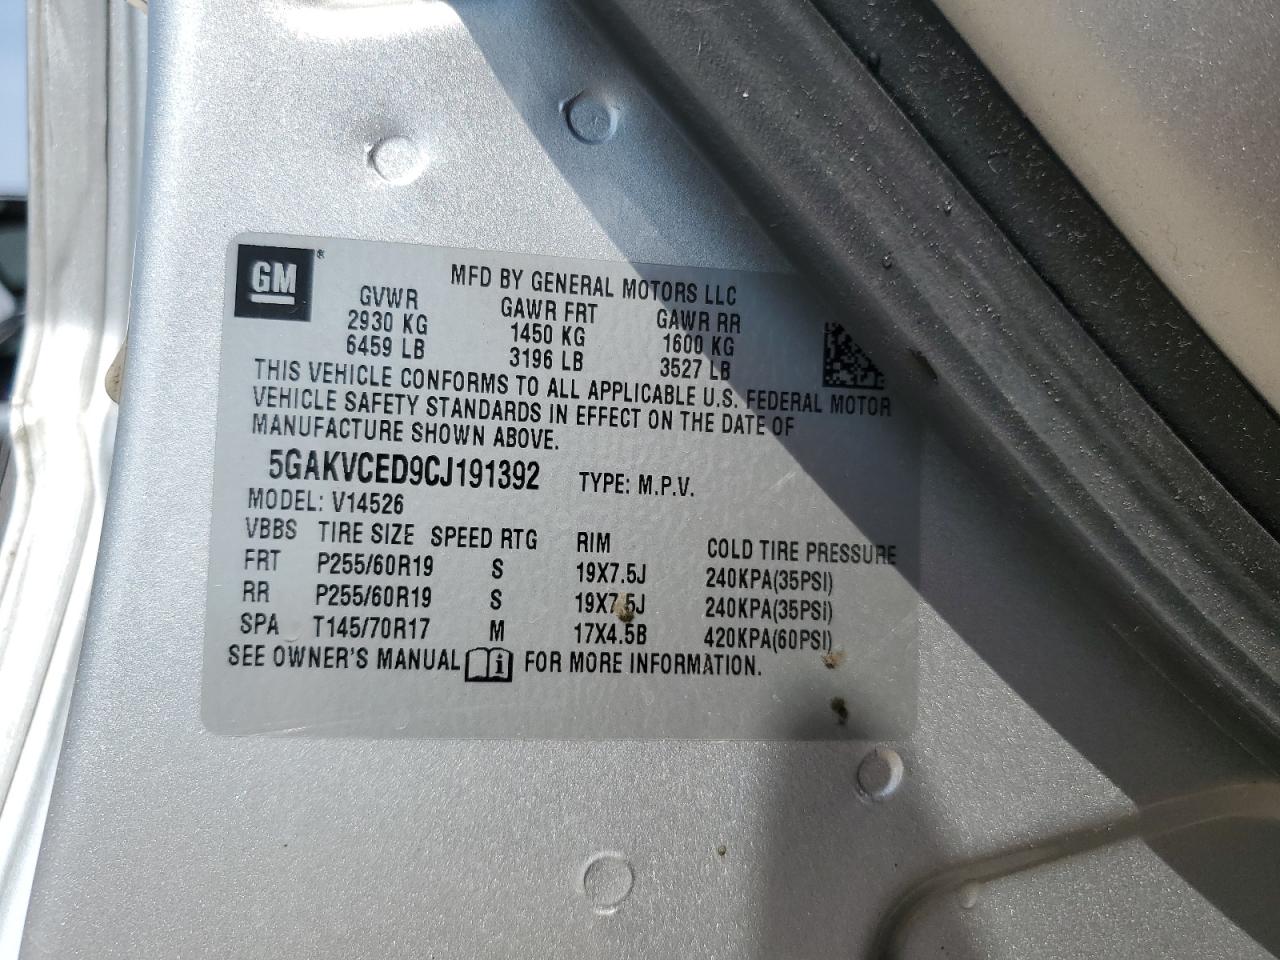 GM ®
MFD BY GENERAL MOTORS LLC
GVWR GAWR FRT GAWR RR
2930 KG 1450 KG 1600 KG
6459 LB 3196 LB 3527 LB
THIS VEHICLE CONFORMS TO ALL APPLICABLE U.S. FEDERAL MOTOR
VEHICLE SAFETY STANDARDS IN EFFECT ON THE DATE OF
MANUFACTURE SHOWN ABOVE.
5GAKVCED9CJ191392 TYPE: M.P.V.
MODEL: V14526
VBBS TIRE SIZE SPEED RTG RIM COLD TIRE PRESSURE
FRT P255/60R19 S 19X7.5J 240KPA(35PSI)
RR P255/60R19 S 19X7.5J 240KPA(35PSI)
SPA T145/70R17 M 17X4.5B 420KPA(60PSI)
SEE OWNER'S MANUAL i FOR MORE INFORMATION.